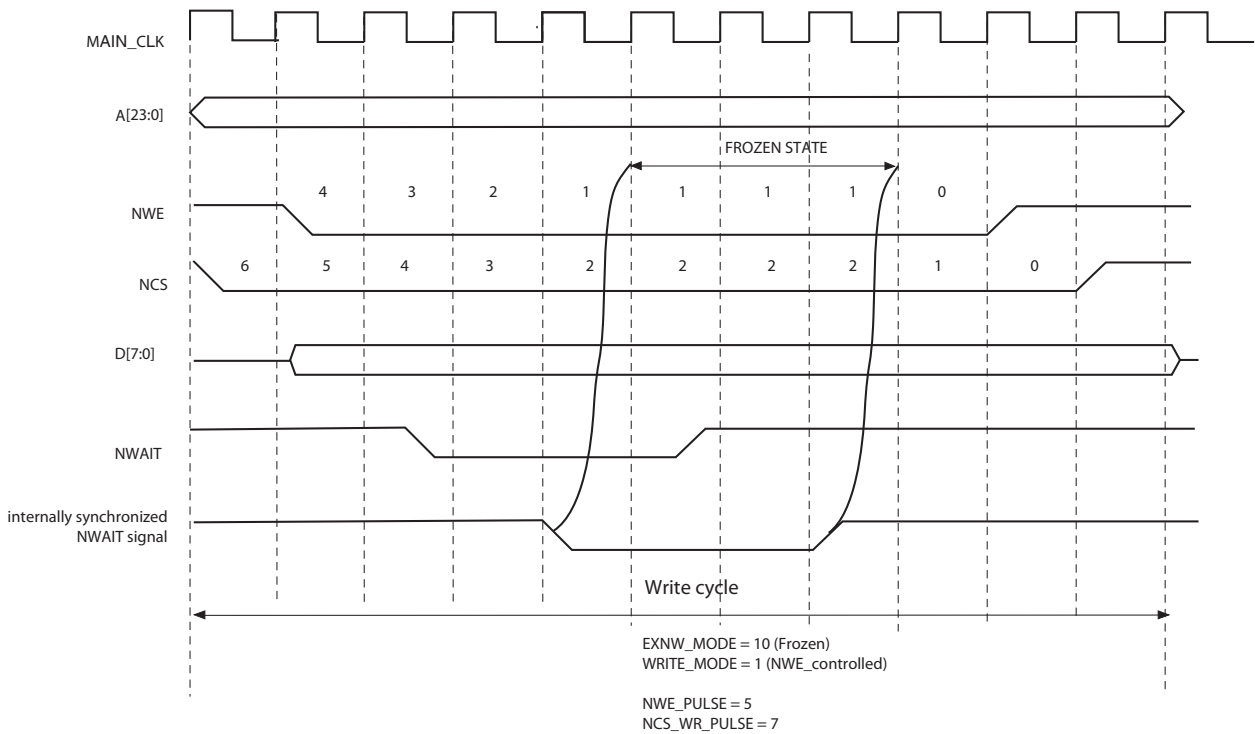 MAIN_CLK
A[23:0]
FROZEN STATE
4 3 2 1 1 1 1 0
NWE
6 5 4 3 2 2 2 2 1 0
NCS
D[7:0]
NWAIT
internally synchronized
NWAIT signal
Write cycle
EXNW_MODE = 10 (Frozen)
WRITE_MODE = 1 (NWE_controlled)
NWE_PULSE = 5
NCS_WR_PULSE = 7